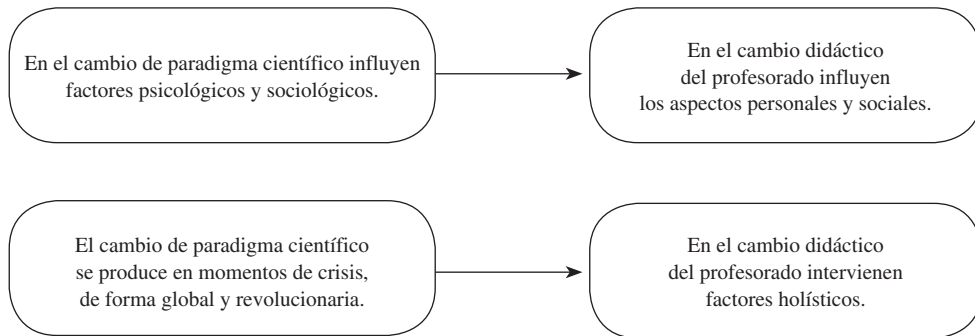 En el cambio de paradigma científico influyen
factores psicológicos y sociológicos.
En el cambio didáctico
del profesorado influyen
los aspectos personales y sociales.
El cambio de paradigma científico
se produce en momentos de crisis,
de forma global y revolucionaria.
En el cambio didáctico
del profesorado intervienen
factores holísticos.